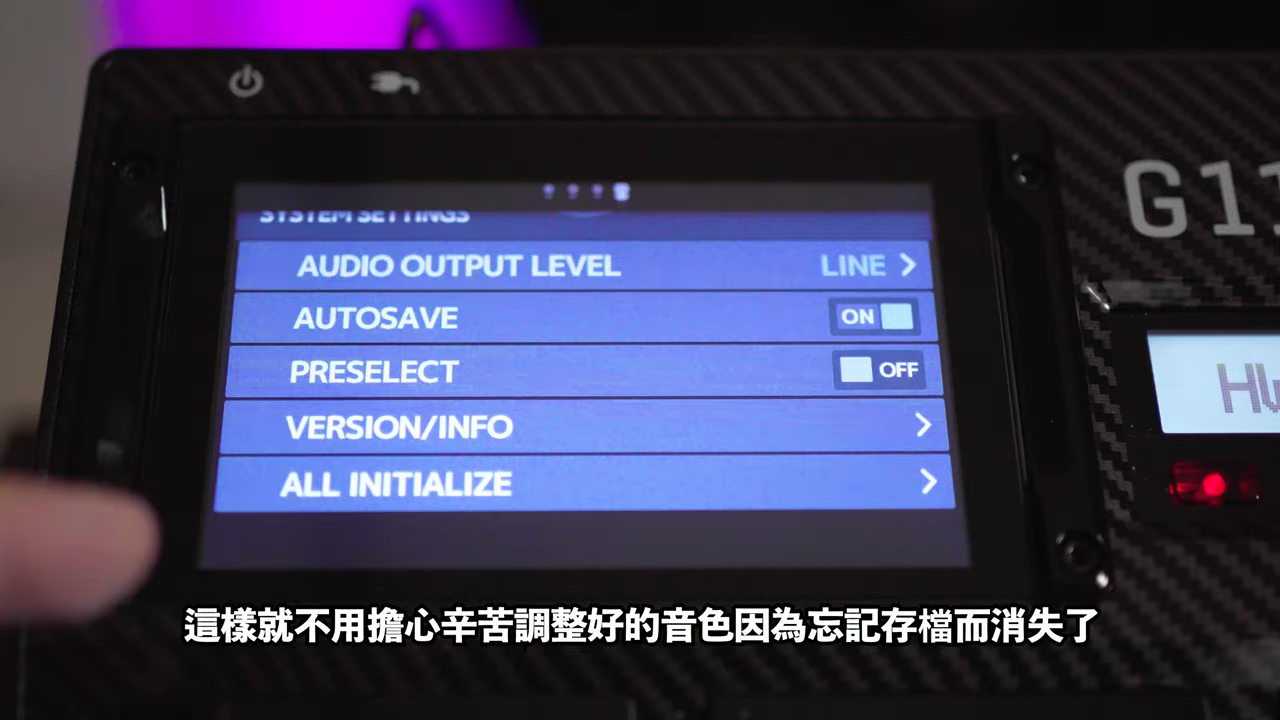 G11
SYSTEM SETTINGS
AUDIO OUTPUT LEVEL LINE
AUTOSAVE ON
PRESELECT OFF
VERSION/INFO
ALL INITIALIZE
這樣就不用擔心辛苦調整好的音色因為忘記存檔而消失了